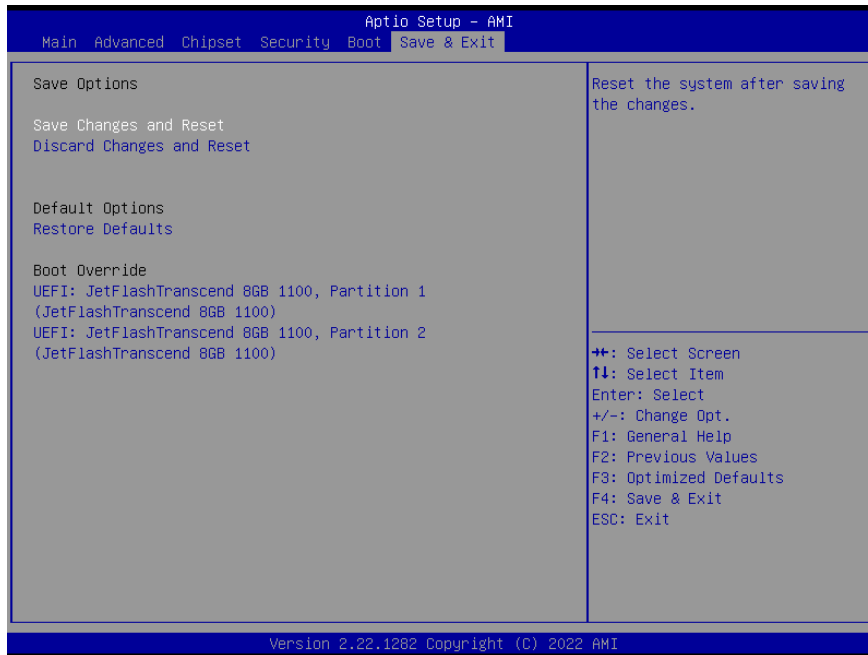 Aptio Setup - AMI
Main Advanced Chipset Security Boot Save & Exit
Save Options
Save Changes and Reset
Discard Changes and Reset
Default Options
Restore Defaults
Boot Override
UEFI: JetFlashTranscend 8GB 1100, Partition 1
(JetFlashTranscend 8GB 1100)
UEFI: JetFlashTranscend 8GB 1100, Partition 2
(JetFlashTranscend 8GB 1100)
Reset the system after saving
the changes.
→←: Select Screen
↑↓: Select Item
Enter: Select
+/-: Change Opt.
F1: General Help
F2: Previous Values
F3: Optimized Defaults
F4: Save & Exit
ESC: Exit
Version 2.22.1282 Copyright (C) 2022 AMI